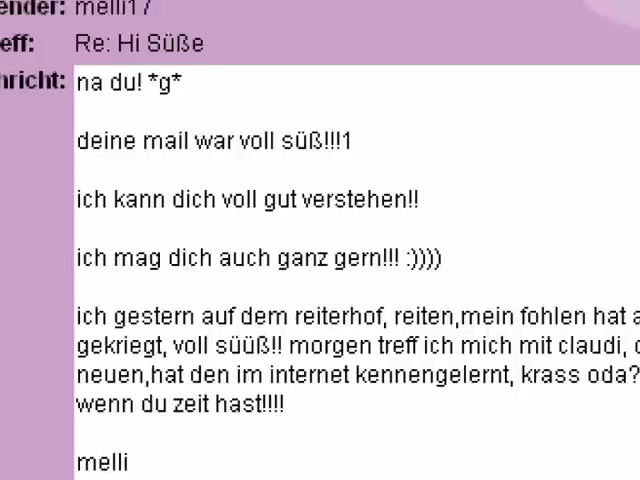 ender: melli17
eff: Re: Hi Süße
hricht: na du! *g*
deine mail war voll süß!!!1
ich kann dich voll gut verstehen!!
ich mag dich auch ganz gern!!! :))))
ich gestern auf dem reiterhof, reiten,mein fohlen hat a
gekriegt, voll süüß!! morgen treff ich mich mit claudi,
neuen,hat den im internet kennengelernt, krass oda?
wenn du zeit hast!!!!
melli